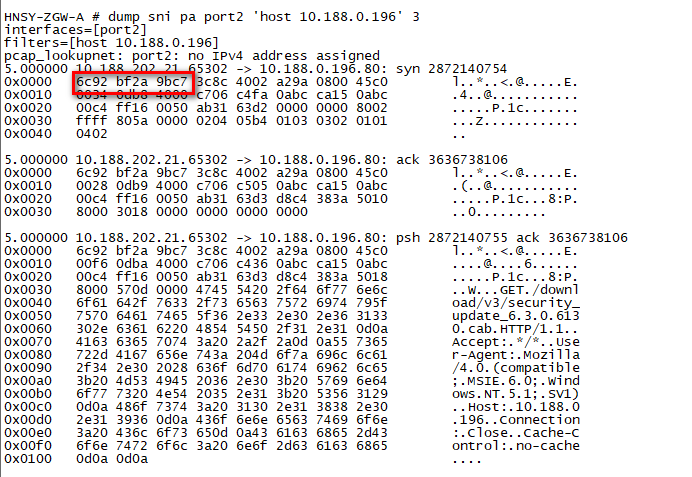 HNSY-ZGW-A # dump sni pa port2 'host 10.188.0.196' 3
interfaces=[port2]
filters=[host 10.188.0.196]
pcap_lookupnet: port2: no IPv4 address assigned
5.000000 10.188.202.21.65302 -> 10.188.0.196.80: syn 2872140754
0x0000 6c92 bf2a 9bc7 3c8c 4002 a29a 0800 45c0 l..*..<.@.....E.
0x0010 0034 0db8 4000 c706 c4fa 0abc ca15 0abc .4..@...........
0x0020 00c4 ff16 0050 ab31 63d2 0000 0000 8002 .....P.1c.......
0x0030 ffff 805a 0000 0204 05b4 0103 0302 0101 ...Z............
0x0040 0402 ..
5.000000 10.188.202.21.65302 -> 10.188.0.196.80: ack 3636738106
0x0000 6c92 bf2a 9bc7 3c8c 4002 a29a 0800 45c0 l..*..<.@.....E.
0x0010 0028 0db9 4000 c706 c505 0abc ca15 0abc .(..@...........
0x0020 00c4 ff16 0050 ab31 63d3 d8c4 383a 5010 .....P.1c...8:P.
0x0030 8000 3018 0000 0000 0000 0000 ..0.........
5.000000 10.188.202.21.65302 -> 10.188.0.196.80: psh 2872140755 ack 3636738106
0x0000 6c92 bf2a 9bc7 3c8c 4002 a29a 0800 45c0 l..*..<.@.....E.
0x0010 00f6 0dba 4000 c706 c436 0abc ca15 0abc ....@....6......
0x0020 00c4 ff16 0050 ab31 63d3 d8c4 383a 5018 .....P.1c...8:P.
0x0030 8000 570d 0000 4745 5420 2f64 6f77 6e6c ..W...GET./downl
0x0040 6f61 642f 7633 2f73 6563 7572 6974 795f oad/v3/security_
0x0050 7570 6461 7465 5f36 2e33 2e30 2e36 3133 update_6.3.0.613
0x0060 302e 6361 6220 4854 5450 2f31 2e31 0d0a 0.cab.HTTP/1.1..
0x0070 4163 6365 7074 3a20 2a2f 2a0d 0a55 7365 Accept:.*/*..Use
0x0080 722d 4167 656e 743a 204d 6f7a 696c 6c61 r-Agent:.Mozilla
0x0090 2f34 2e30 2028 636f 6d70 6174 6962 6c65 /4.0.(compatible
0x00a0 3b20 4d53 4945 2036 2e30 3b20 5769 6e64 ;.MSIE.6.0;.Wind
0x00b0 6f77 7320 4e54 2035 2e31 3b20 5356 3129 ows.NT.5.1;.SV1)
0x00c0 0d0a 486f 7374 3a20 3130 2e31 3838 2e30 ..Host:.10.188.0
0x00d0 2e31 3936 0d0a 436f 6e6e 6563 7469 6f6e .196..Connection
0x00e0 3a20 436c 6f73 650d 0a43 6163 6865 2d43 :.Close..Cache-C
0x00f0 6f6e 7472 6f6c 3a20 6e6f 2d63 6163 6865 ontrol:.no-cache
0x0100 0d0a 0d0a ....